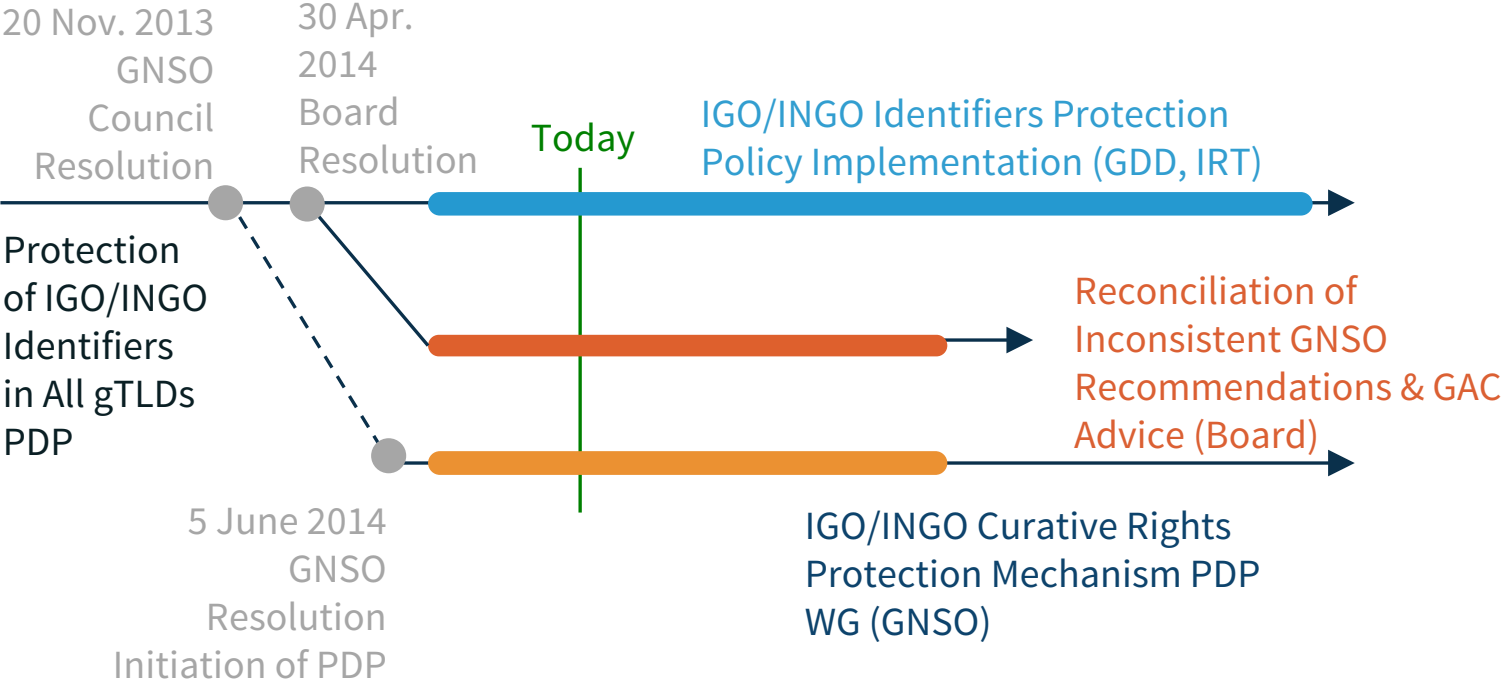 20 Nov. 2013
GNSO
Council
Resolution
30 Apr.
2014
Board
Resolution
Today
IGO/INGO Identifiers Protection
Policy Implementation (GDD, IRT)
Protection
of IGO/INGO
Identifiers
in All gTLDs
PDP
Reconciliation of
Inconsistent GNSO
Recommendations & GAC
Advice (Board)
5 June 2014
GNSO
Resolution
Initiation of PDP
IGO/INGO Curative Rights
Protection Mechanism PDP
WG (GNSO)